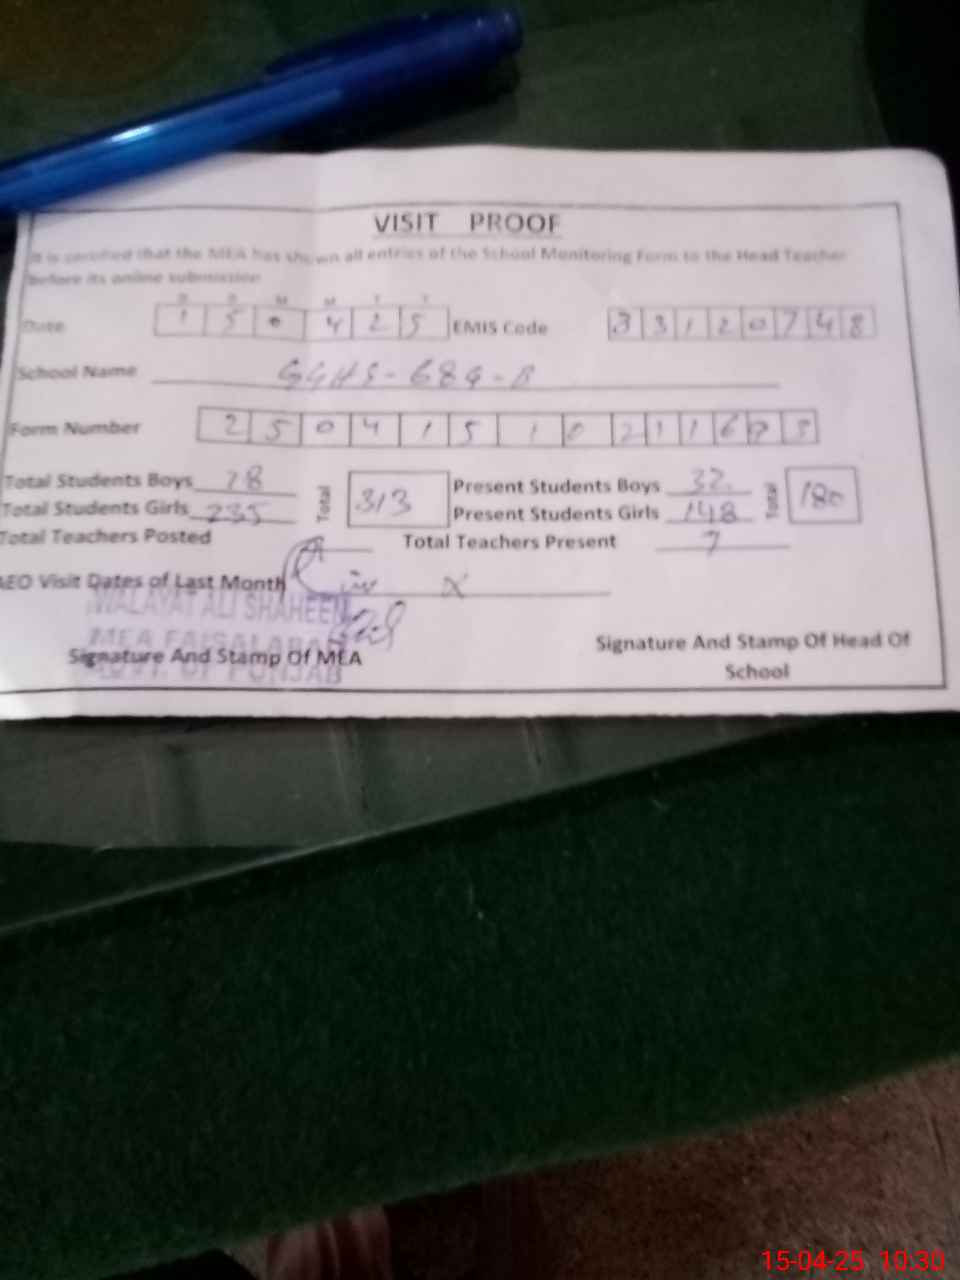 VISIT PROOF
It is certified that the MEA has shown all entries of the School Monitoring Form to the Head Teacher
before its online submission
D D M M Y Y
Date 1 5 0 4 2 5 EMIS Code 3 3 1 2 0 7 4 8
School Name GGHS-684-
Form Number 2 5 0 4 1 5 1 0 2 1 1 6
Total Students Boys 78 Total 313 Present Students Boys 32 Total 180
Total Students Girls 235 Present Students Girls 148
Total Teachers Posted Total Teachers Present 7
AEO Visit Dates of Last Month X
WALAYAT ALI SHAHEEN
MEA FAISALABAD
GOVT. OF PUNJAB
Signature And Stamp Of MEA
Signature And Stamp Of Head Of
School
15-04-25 10:30